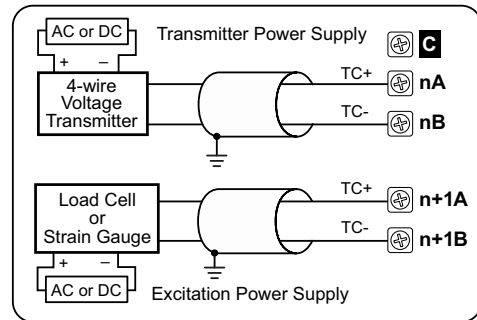 AC or DC
Transmitter Power Supply
C
+ –
4-wire
Voltage
Transmitter
TC+
nA
TC-
nB
Load Cell
or
Strain Gauge
TC+
n+1A
TC-
n+1B
+ –
AC or DC
Excitation Power Supply